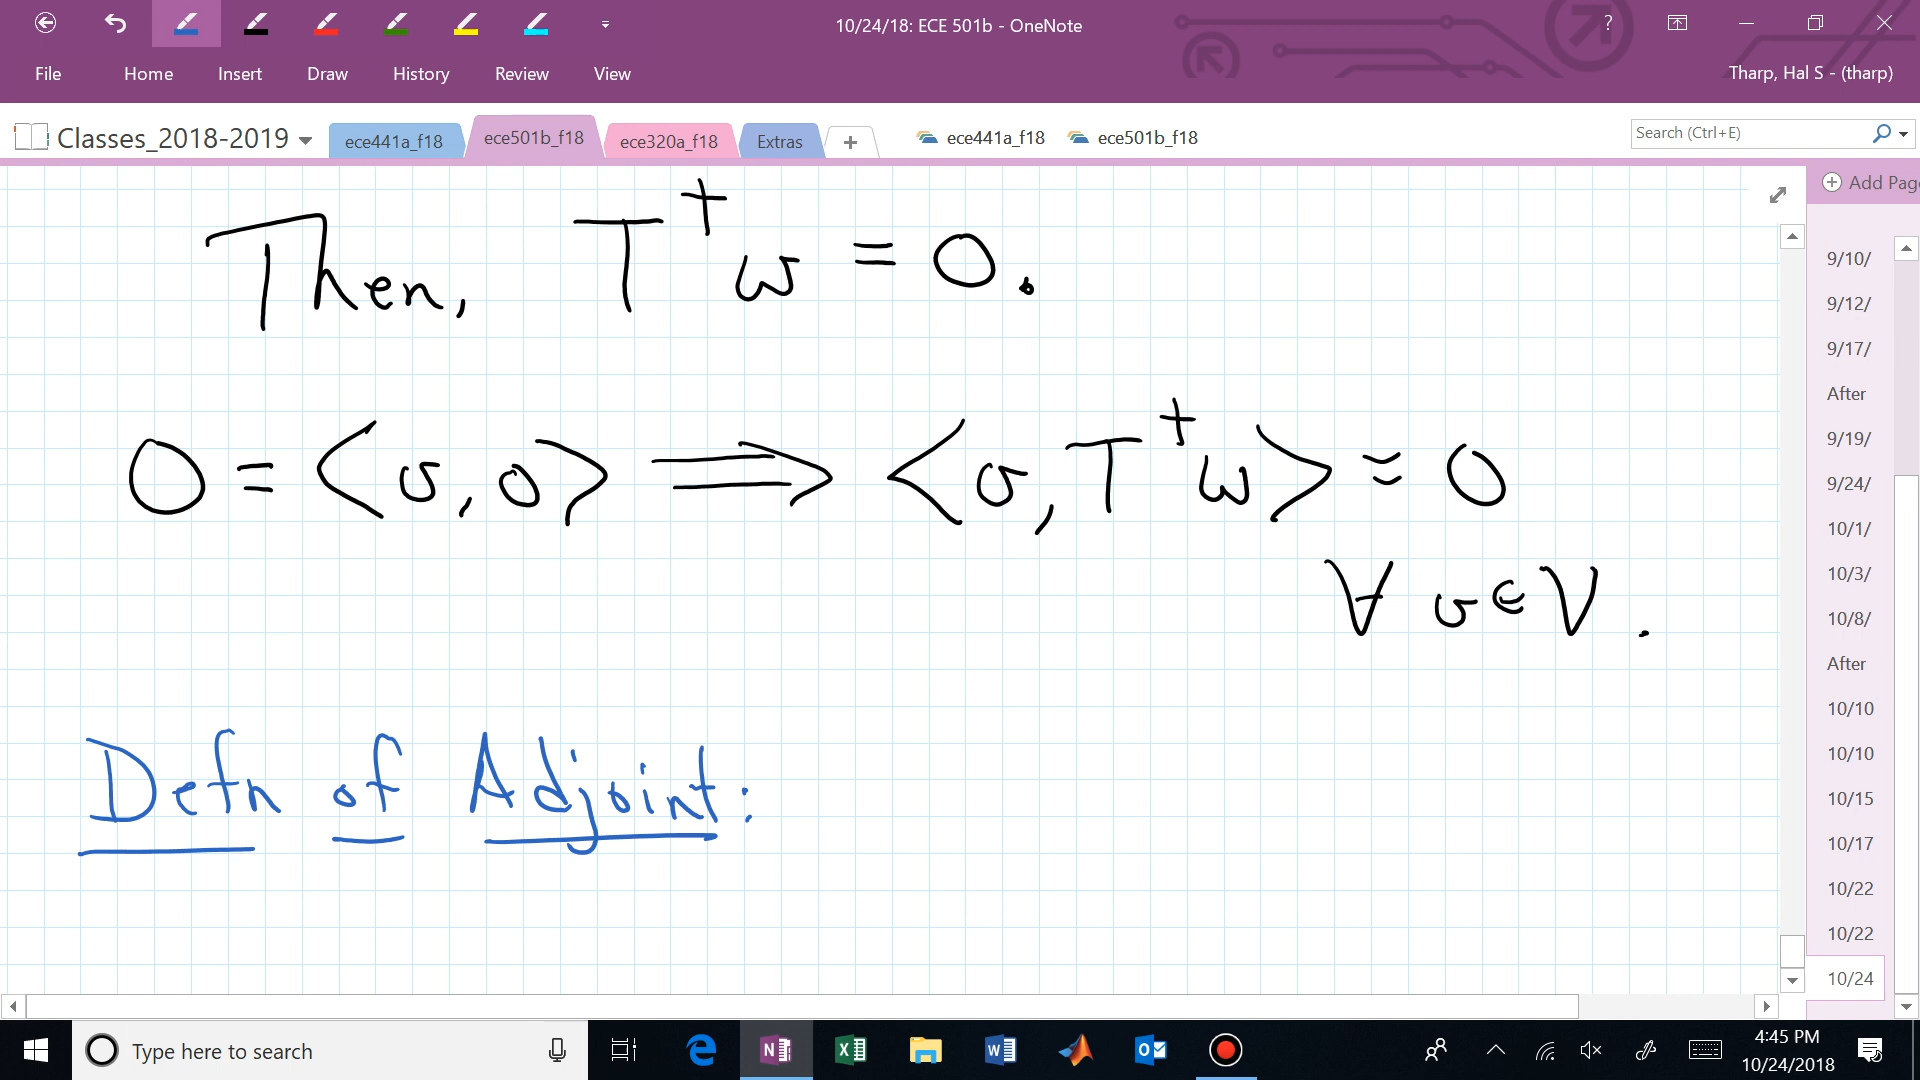 10/24/18: ECE 501b - OneNote
?
File Home Insert Draw History Review View
Tharp, Hal S - (tharp)
Classes_2018-2019
ece441a_f18 ece501b_f18 ece320a_f18 Extras + ece441a_f18 ece501b_f18
Search (Ctrl+E)
Add Pag
Then, T⁺w = 0.
0 = <v, 0> ⟹ <v, T⁺w> = 0
∀ v∈V.
Defn of Adjoint:
9/10/
9/12/
9/17/
After
9/19/
9/24/
10/1/
10/3/
10/8/
After
10/10
10/10
10/15
10/17
10/22
10/22
10/24
Type here to search
4:45 PM
10/24/2018